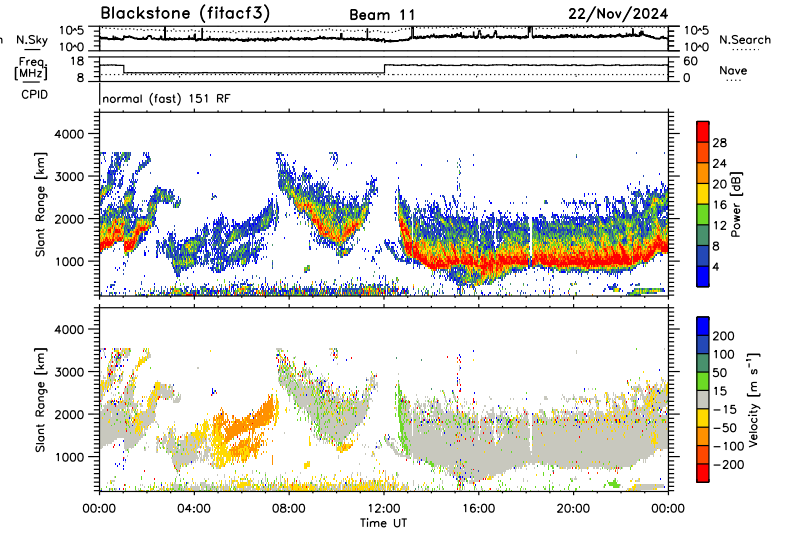 Blackstone (fitacf3) Beam 11 22/Nov/2024
N.Sky 10^5 10^5 N.Search
10^0 10^0
Freq. 18 60 Nave
[MHz] 8 0
CPID normal (fast) 151 RF
4000
3000
2000
1000
Slant Range [km]
28
24
20
16
12
8
4
Power [dB]
4000
3000
2000
1000
Slant Range [km]
200
100
50
15
-15
-50
-100
-200
Velocity [m s⁻¹]
00:00 04:00 08:00 12:00 16:00 20:00 00:00
Time UT